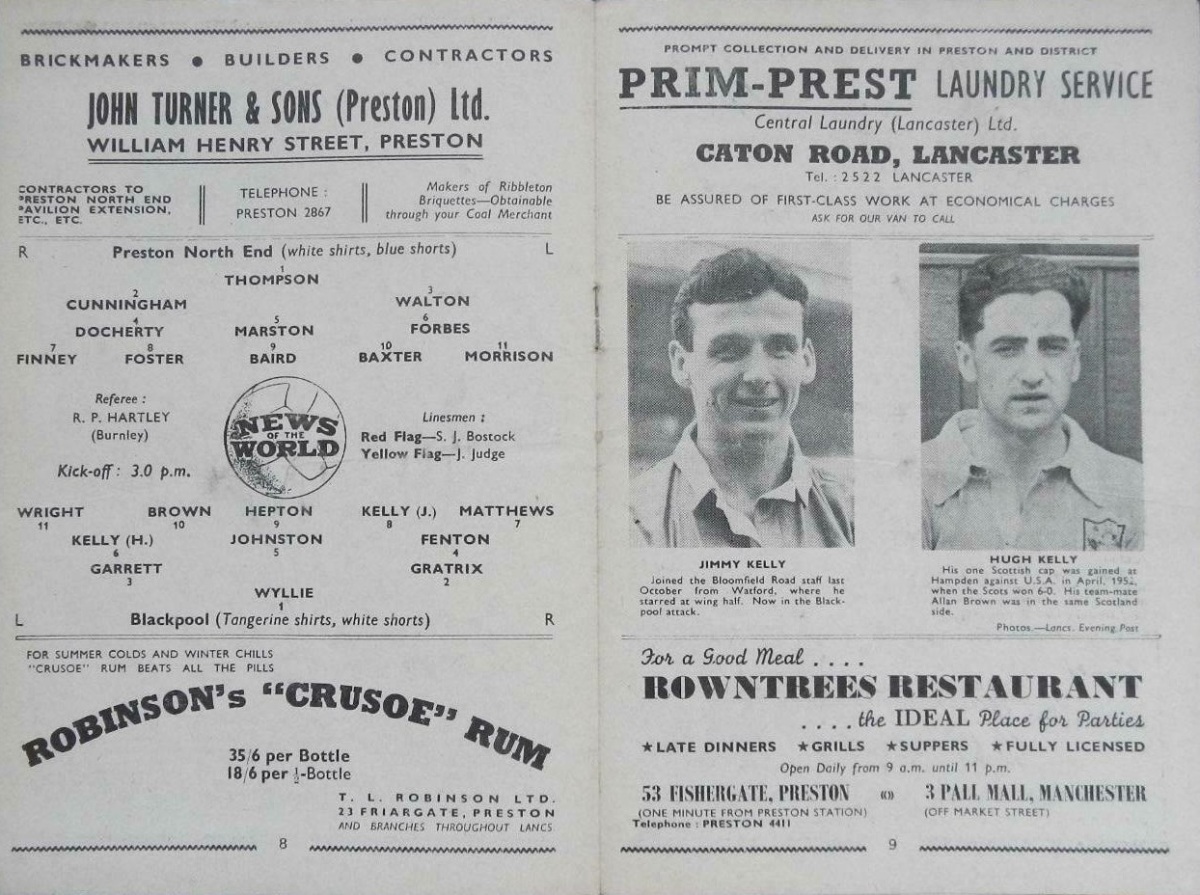 BRICKMAKERS ● BUILDERS ● CONTRACTORS
JOHN TURNER & SONS (Preston) Ltd.
WILLIAM HENRY STREET, PRESTON
CONTRACTORS TO
PRESTON NORTH END
PAVILION EXTENSION,
ETC., ETC.
TELEPHONE :
PRESTON 2867
Makers of Ribbleton
Briquettes—Obtainable
through your Coal Merchant
R Preston North End (white shirts, blue shorts) L
1
THOMPSON
2 3
CUNNINGHAM WALTON
4 5 6
DOCHERTY MARSTON FORBES
7 8 9 10 11
FINNEY FOSTER BAIRD BAXTER MORRISON
Referee :
R. P. HARTLEY
(Burnley)
Kick-off : 3.0 p.m.
NEWS
OF THE
WORLD
Linesmen :
Red Flag—S. J. Bostock
Yellow Flag—J. Judge
WRIGHT BROWN HEPTON KELLY (J.) MATTHEWS
11 10 9 8 7
KELLY (H.) JOHNSTON FENTON
6 5 4
GARRETT GRATRIX
3 2
WYLLIE
1
L Blackpool (Tangerine shirts, white shorts) R
FOR SUMMER COLDS AND WINTER CHILLS
"CRUSOE" RUM BEATS ALL THE PILLS
ROBINSON's "CRUSOE" RUM
35/6 per Bottle
18/6 per ½-Bottle
T. L. ROBINSON LTD.
23 FRIARGATE, PRESTON
AND BRANCHES THROUGHOUT LANCS.
8
PROMPT COLLECTION AND DELIVERY IN PRESTON AND DISTRICT
PRIM-PREST LAUNDRY SERVICE
Central Laundry (Lancaster) Ltd.
CATON ROAD, LANCASTER
Tel. : 2522 LANCASTER
BE ASSURED OF FIRST-CLASS WORK AT ECONOMICAL CHARGES
ASK FOR OUR VAN TO CALL
JIMMY KELLY
Joined the Bloomfield Road staff last
October from Watford, where he
starred at wing half. Now in the Black-
pool attack.
HUGH KELLY
His one Scottish cap was gained at
Hampden against U.S.A. in April, 1952,
when the Scots won 6-0. His team-mate
Allan Brown was in the same Scotland
side.
Photos.—Lancs. Evening Post
For a Good Meal . . . .
ROWNTREES RESTAURANT
. . . . the IDEAL Place for Parties
★LATE DINNERS ★GRILLS ★SUPPERS ★FULLY LICENSED
Open Daily from 9 a.m. until 11 p.m.
53 FISHERGATE, PRESTON «» 3 PALL MALL, MANCHESTER
(ONE MINUTE FROM PRESTON STATION) (OFF MARKET STREET)
Telephone : PRESTON 4411
9